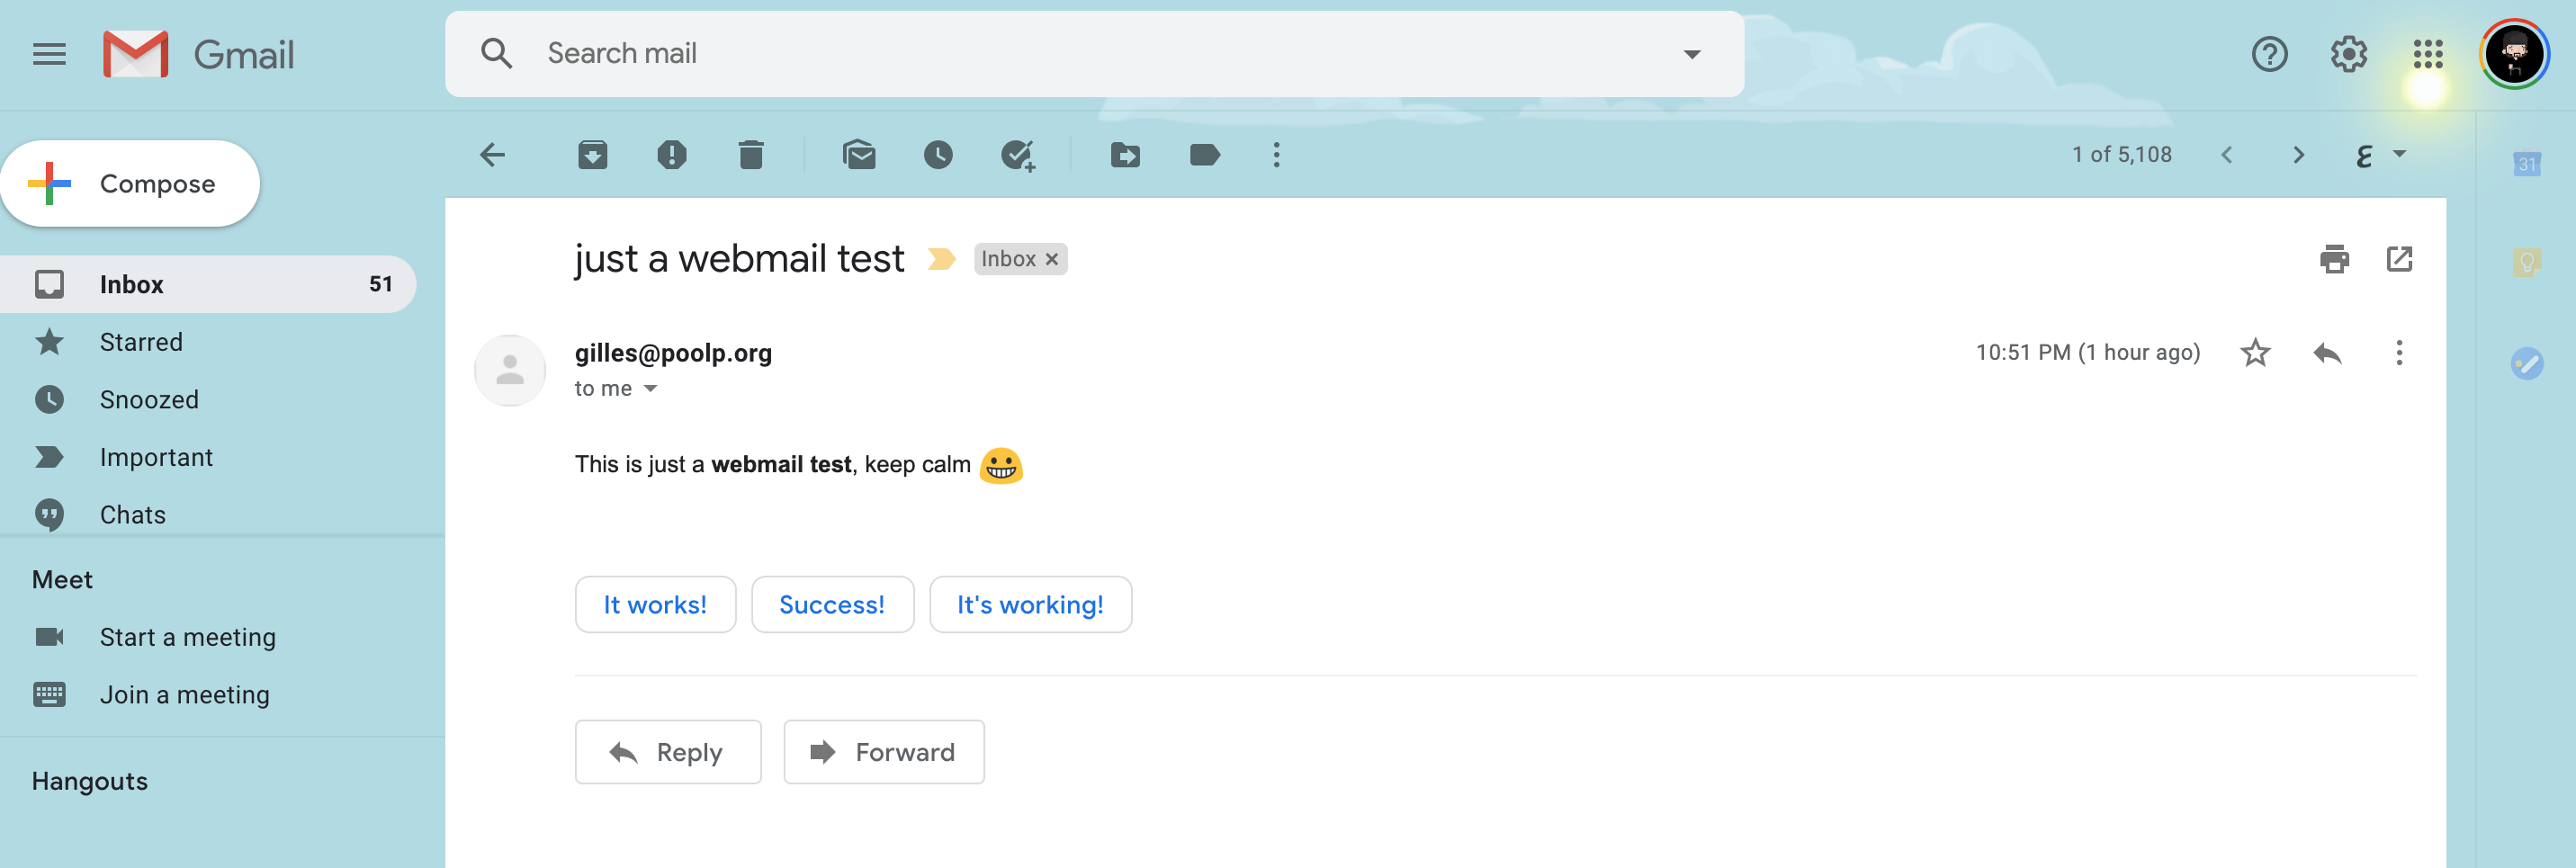 Gmail
Search mail
Compose
1 of 5,108
31
Inbox 51
Starred
Snoozed
Important
Chats
Meet
Start a meeting
Join a meeting
Hangouts
just a webmail test Inbox ×
gilles@poolp.org
10:51 PM (1 hour ago)
to me
This is just a webmail test, keep calm 😀
It works! Success! It's working!
Reply Forward